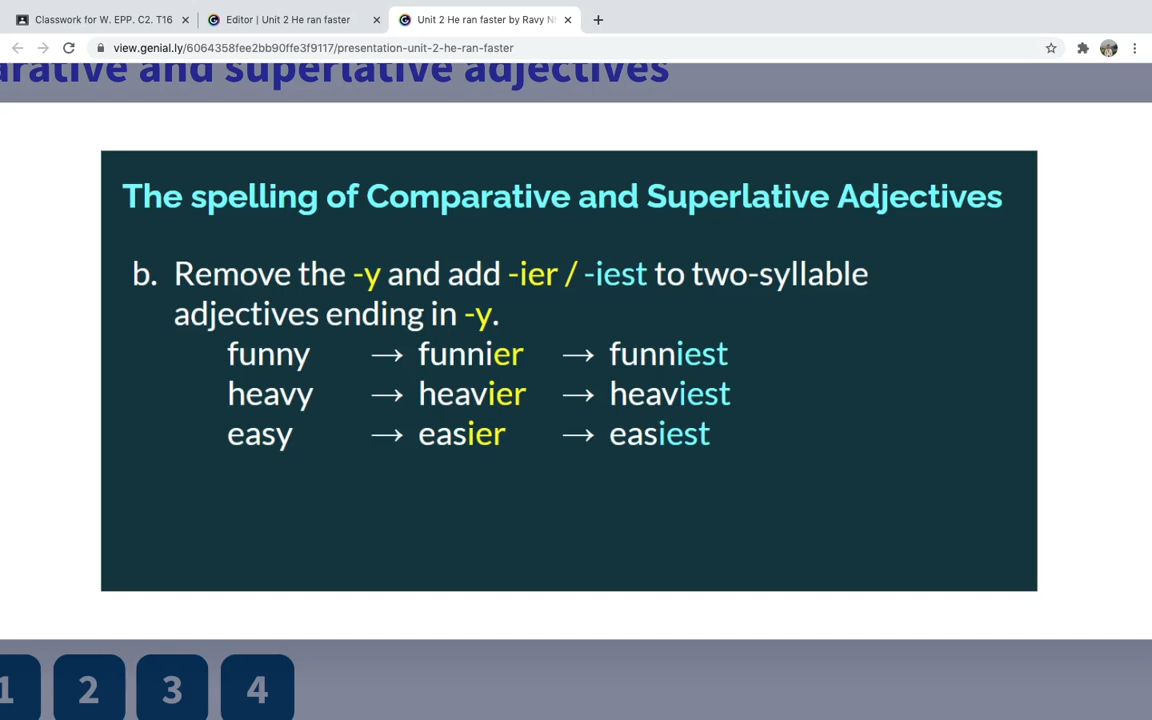 Classwork for W. EPP. C2. T16
Editor | Unit 2 He ran faster
Unit 2 He ran faster by Ravy
view.genial.ly/6064358fee2bb90ffe3f9117/presentation-unit-2-he-ran-faster
arative and superlative adjectives
The spelling of Comparative and Superlative Adjectives
b. Remove the -y and add -ier / -iest to two-syllable
adjectives ending in -y.
funny → funnier → funniest
heavy → heavier → heaviest
easy → easier → easiest
1 2 3 4